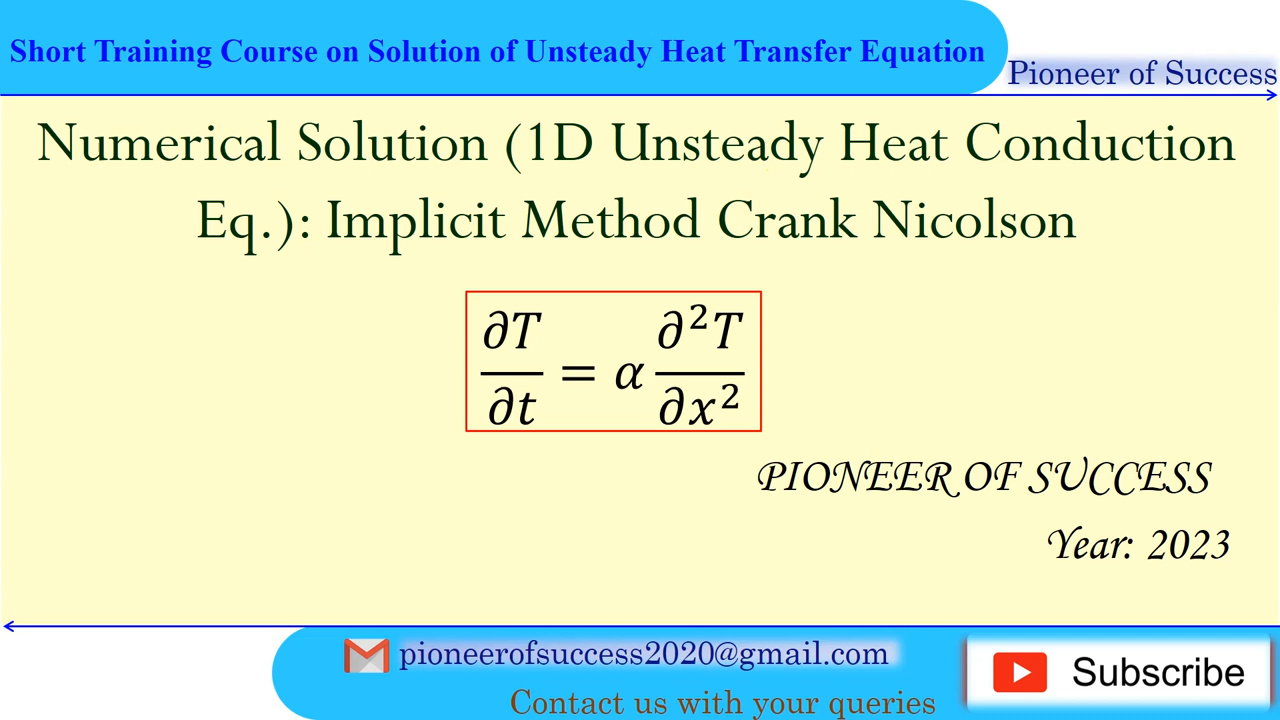 Short Training Course on Solution of Unsteady Heat Transfer Equation
Pioneer of Success
Numerical Solution (1D Unsteady Heat Conduction
Eq.): Implicit Method Crank Nicolson
∂T/∂t = α ∂²T/∂x²
PIONEER OF SUCCESS
Year: 2023
pioneerofsuccess2020@gmail.com
Subscribe
Contact us with your queries